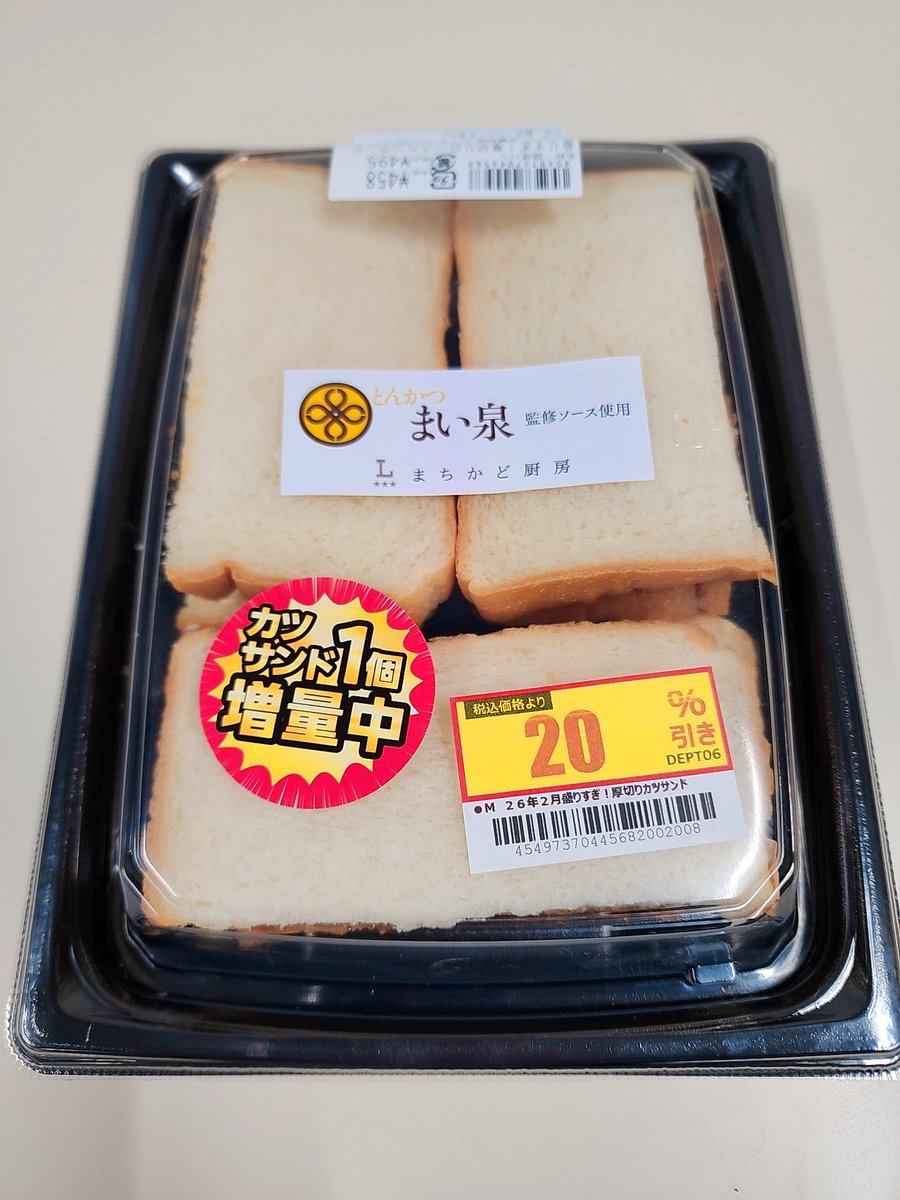 ¥458
¥495
とんかつ
まい泉 監修ソース使用
L
まちかど厨房
カツ
サンド1個
増量中
税込価格より
20%
引き
DEPT06
●M 26年2月盛りすぎ!厚切りカツサンド
45497370445682002008